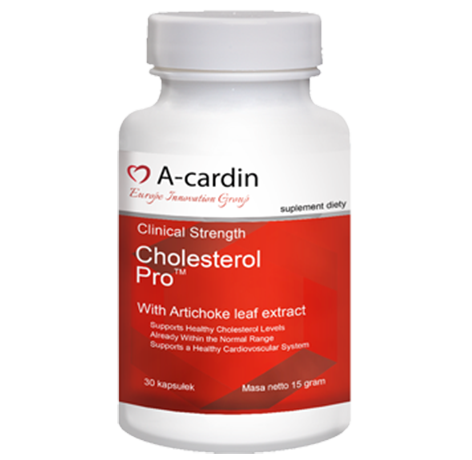 A-cardin
Europe Innovation Group
suplement diety
Clinical Strength
Cholesterol
Pro™
With Artichoke leaf extract
Supports Healthy Cholesterol Levels
Already Within the Normal Range
Supports a Healthy Cardiovosular System
30 kapsułek
Masa netto 15 gram